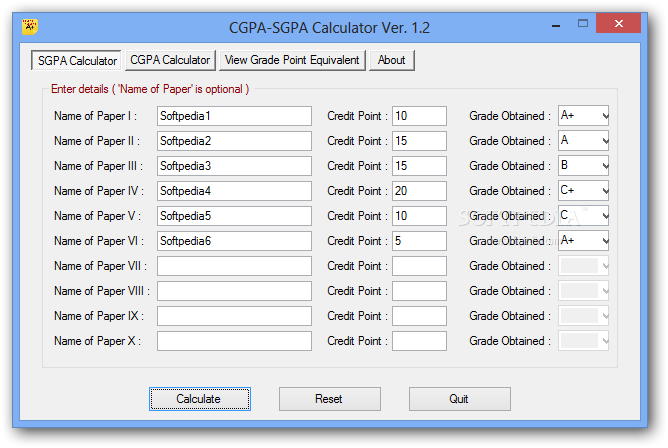 A+
CGPA-SGPA Calculator Ver. 1.2
SGPA Calculator CGPA Calculator View Grade Point Equivalent About
Enter details ( 'Name of Paper' is optional )
Name of Paper I : Softpedia1 Credit Point : 10 Grade Obtained : A+
Name of Paper II : Softpedia2 Credit Point : 15 Grade Obtained : A
Name of Paper III : Softpedia3 Credit Point : 15 Grade Obtained : B
Name of Paper IV : Softpedia4 Credit Point : 20 Grade Obtained : C+
Name of Paper V : Softpedia5 Credit Point : 10 Grade Obtained : C
SOFTPEDIA
Name of Paper VI : Softpedia6 Credit Point : 5 Grade Obtained : A+
Name of Paper VII : Credit Point : Grade Obtained :
Name of Paper VIII : Credit Point : Grade Obtained :
Name of Paper IX : Credit Point : Grade Obtained :
Name of Paper X : Credit Point : Grade Obtained :
Calculate Reset Quit